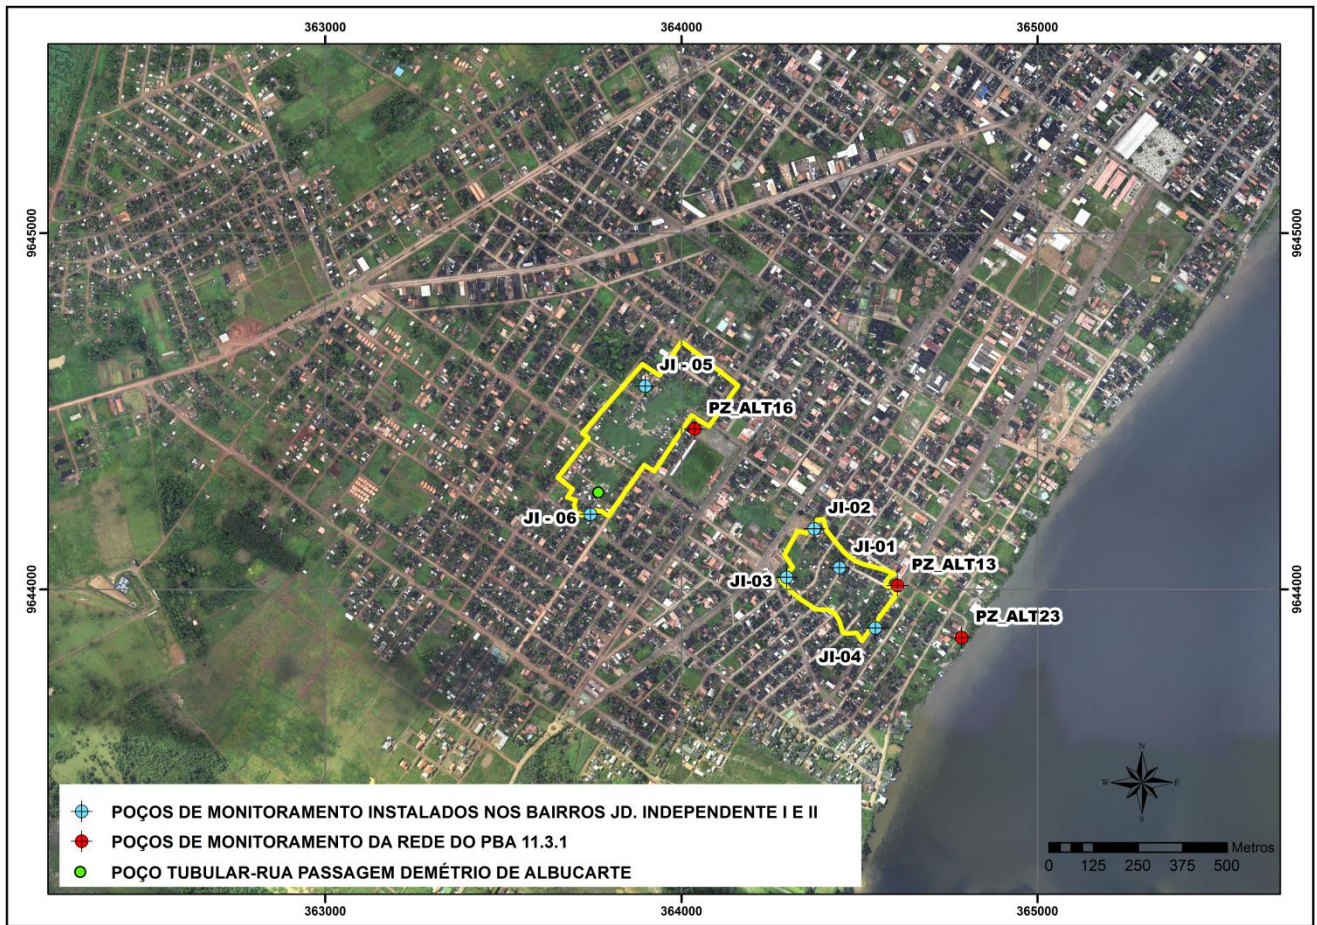 363000
364000
365000
9645000
9645000
JI - 05
PZ_ALT16
JI - 06
JI-02
JI-01
PZ_ALT13
JI-03
9644000
9644000
PZ_ALT23
JI-04
N
W
E
S
POÇOS DE MONITORAMENTO INSTALADOS NOS BAIRROS JD. INDEPENDENTE I E II
POÇOS DE MONITORAMENTO DA REDE DO PBA 11.3.1
POÇO TUBULAR-RUA PASSAGEM DEMÉTRIO DE ALBUCARTE
Metros
0 125 250 375 500
363000
364000
365000